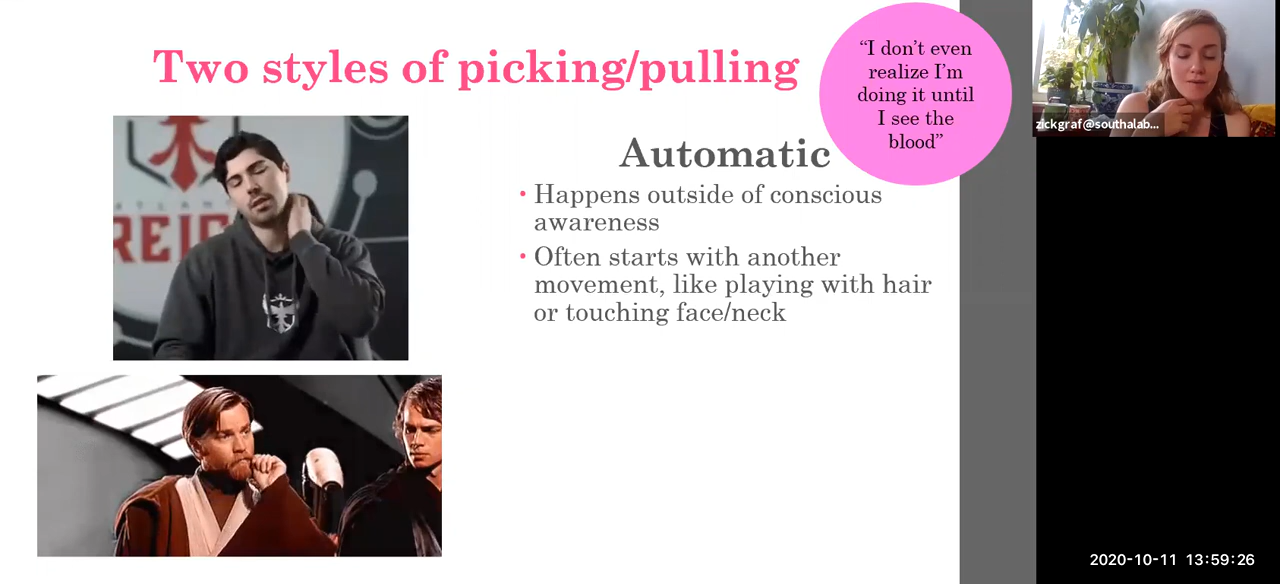 Two styles of picking/pulling
“I don’t even
realize I’m
doing it until
I see the
blood”
zickgraf@southalab...
Automatic
• Happens outside of conscious
awareness
• Often starts with another
movement, like playing with hair
or touching face/neck
REIG
2020-10-11 13:59:26